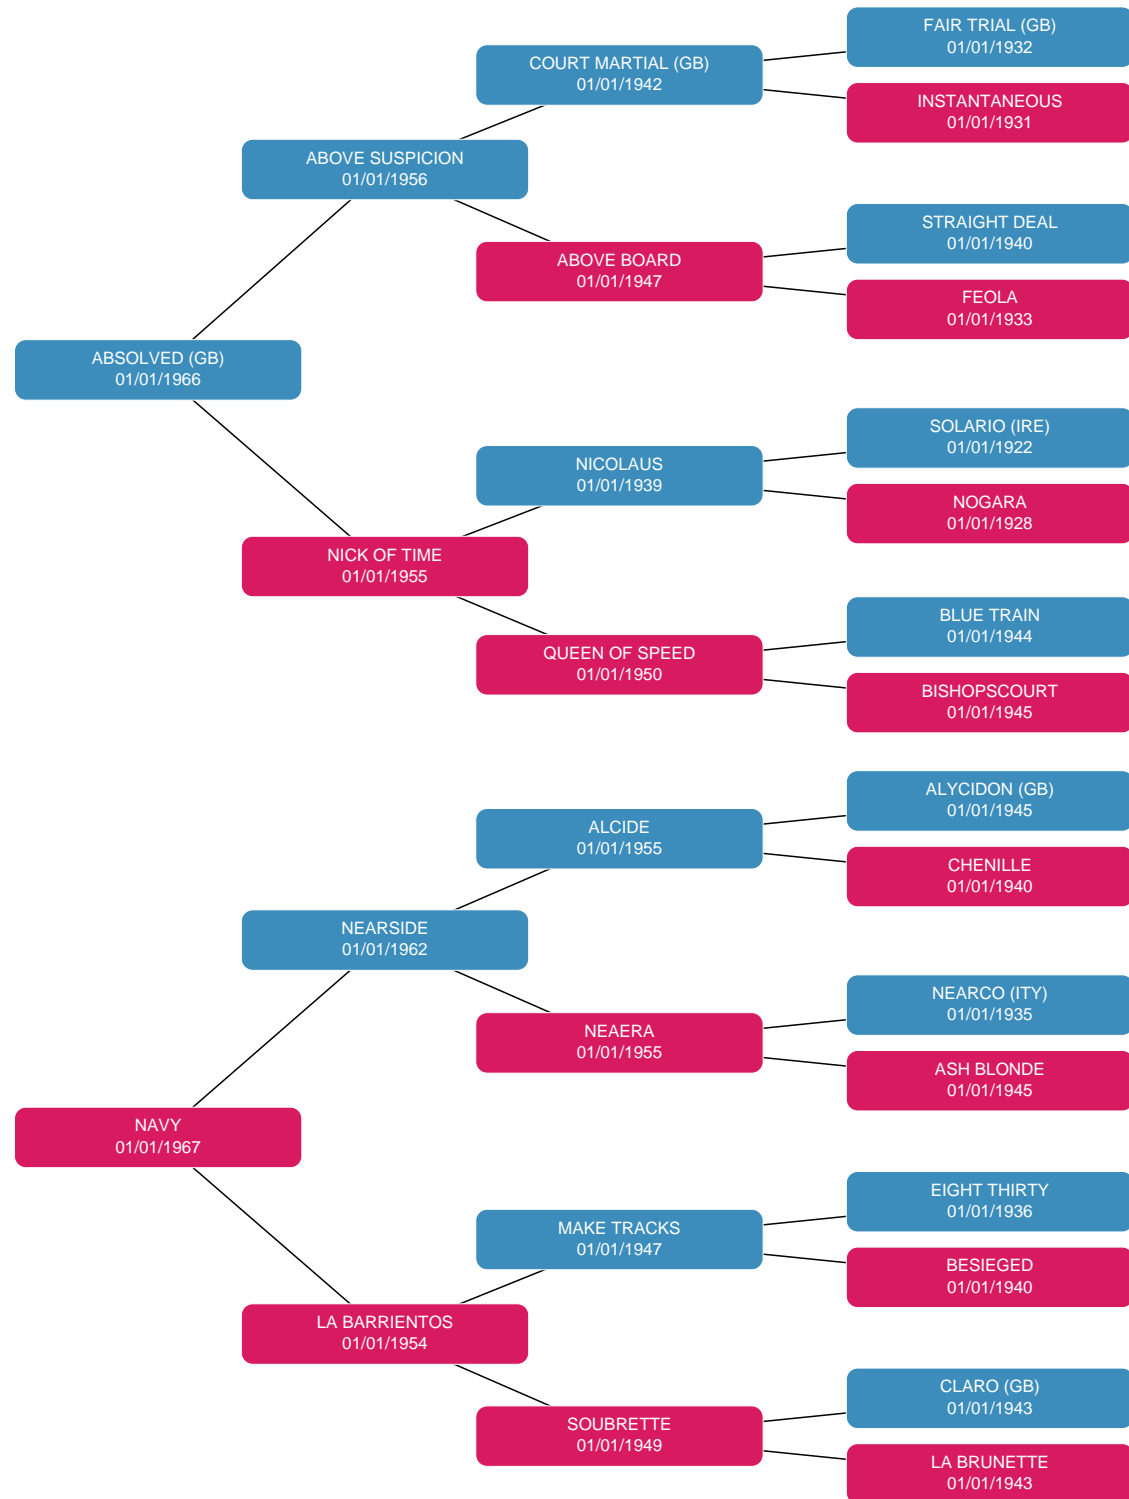 FAIR TRIAL (GB)
01/01/1932
COURT MARTIAL (GB)
01/01/1942
INSTANTANEOUS
01/01/1931
ABOVE SUSPICION
01/01/1956
STRAIGHT DEAL
01/01/1940
ABOVE BOARD
01/01/1947
FEOLA
01/01/1933
ABSOLVED (GB)
01/01/1966
SOLARIO (IRE)
01/01/1922
NICOLAUS
01/01/1939
NOGARA
01/01/1928
NICK OF TIME
01/01/1955
BLUE TRAIN
01/01/1944
QUEEN OF SPEED
01/01/1950
BISHOPSCOURT
01/01/1945
ALYCIDON (GB)
01/01/1945
ALCIDE
01/01/1955
CHENILLE
01/01/1940
NEARSIDE
01/01/1962
NEARCO (ITY)
01/01/1935
NEAERA
01/01/1955
ASH BLONDE
01/01/1945
NAVY
01/01/1967
EIGHT THIRTY
01/01/1936
MAKE TRACKS
01/01/1947
BESIEGED
01/01/1940
LA BARRIENTOS
01/01/1954
CLARO (GB)
01/01/1943
SOUBRETTE
01/01/1949
LA BRUNETTE
01/01/1943